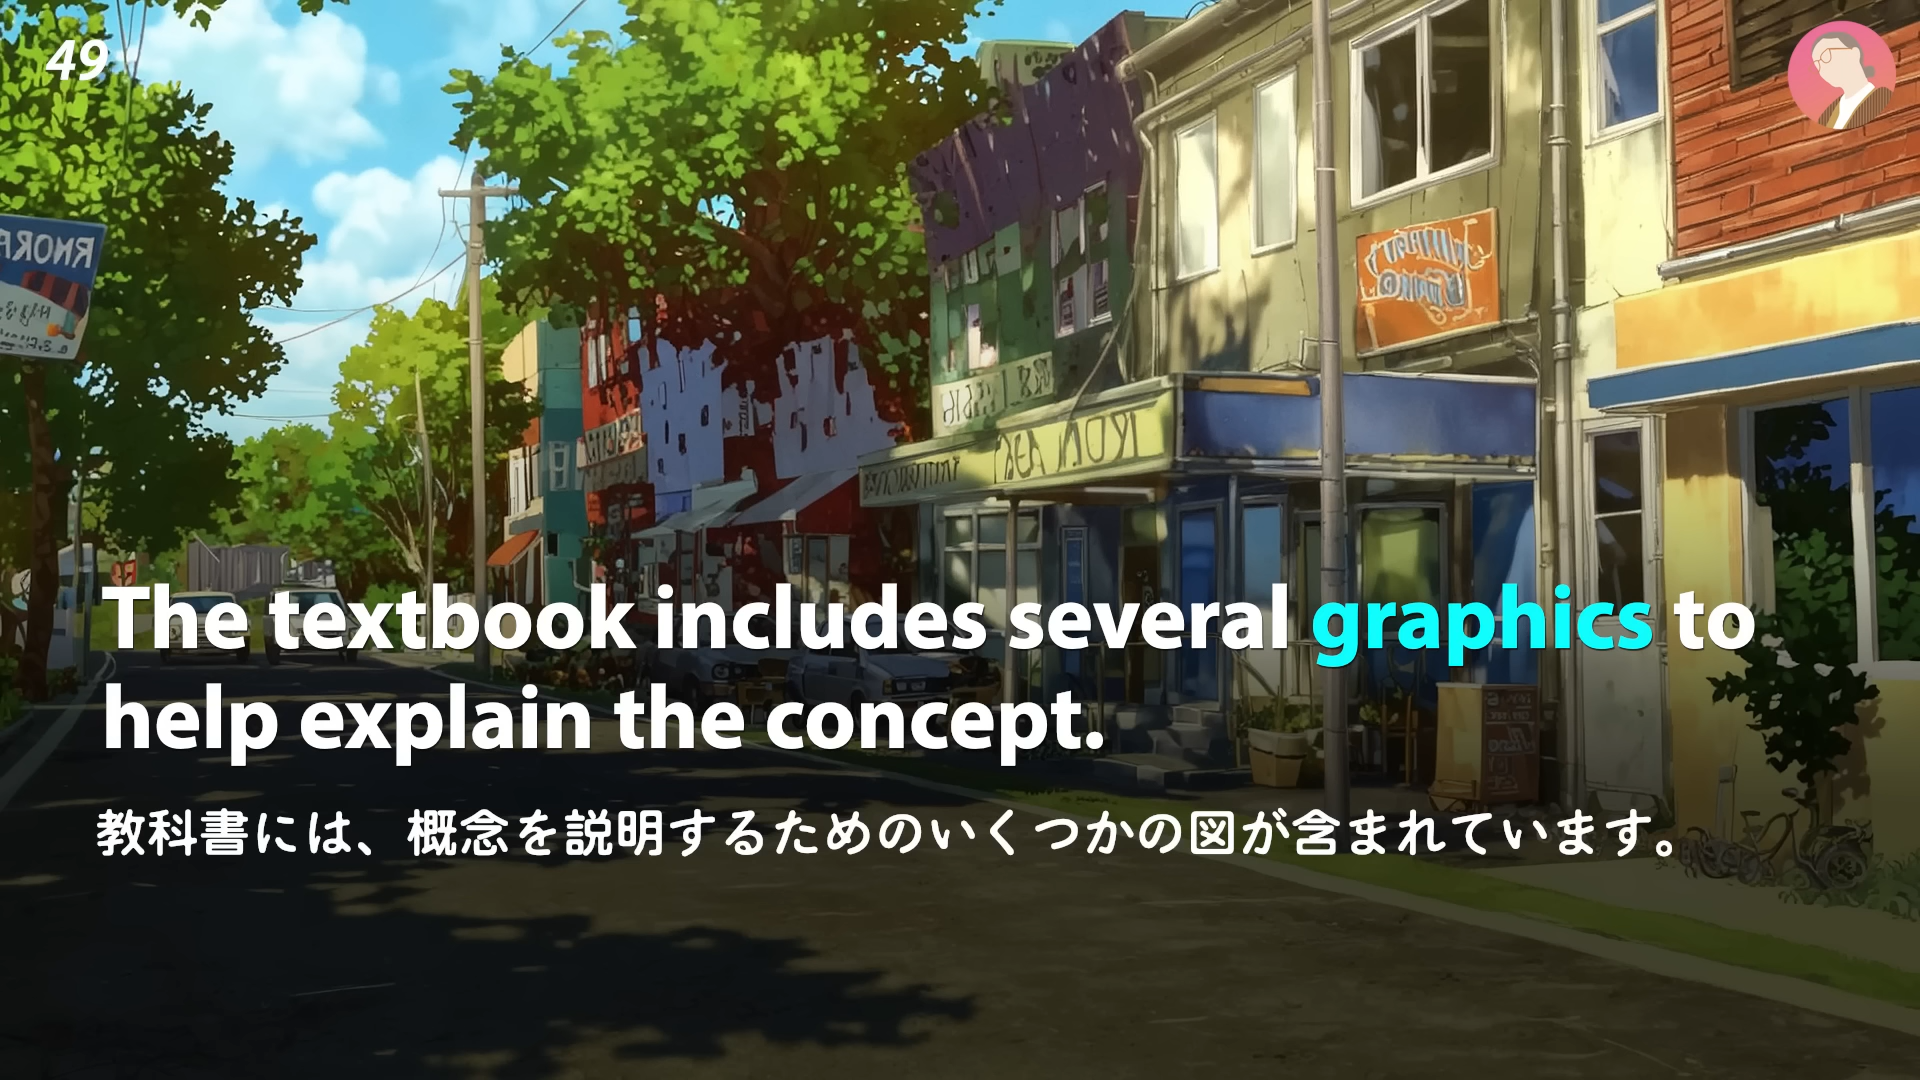 49
The textbook includes several graphics to
help explain the concept.
教科書には、概念を説明するためのいくつかの図が含まれています。